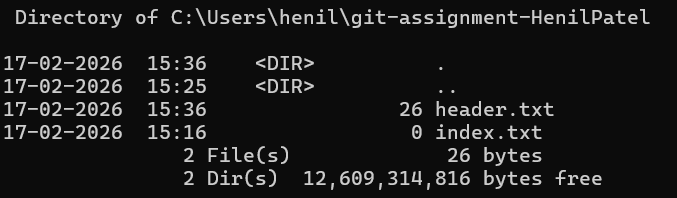 Directory of C:\Users\henil\git-assignment-HenilPatel
17-02-2026  15:36    <DIR>          .
17-02-2026  15:25    <DIR>          ..
17-02-2026  15:36                26 header.txt
17-02-2026  15:16                 0 index.txt
               2 File(s)             26 bytes
               2 Dir(s)  12,609,314,816 bytes free